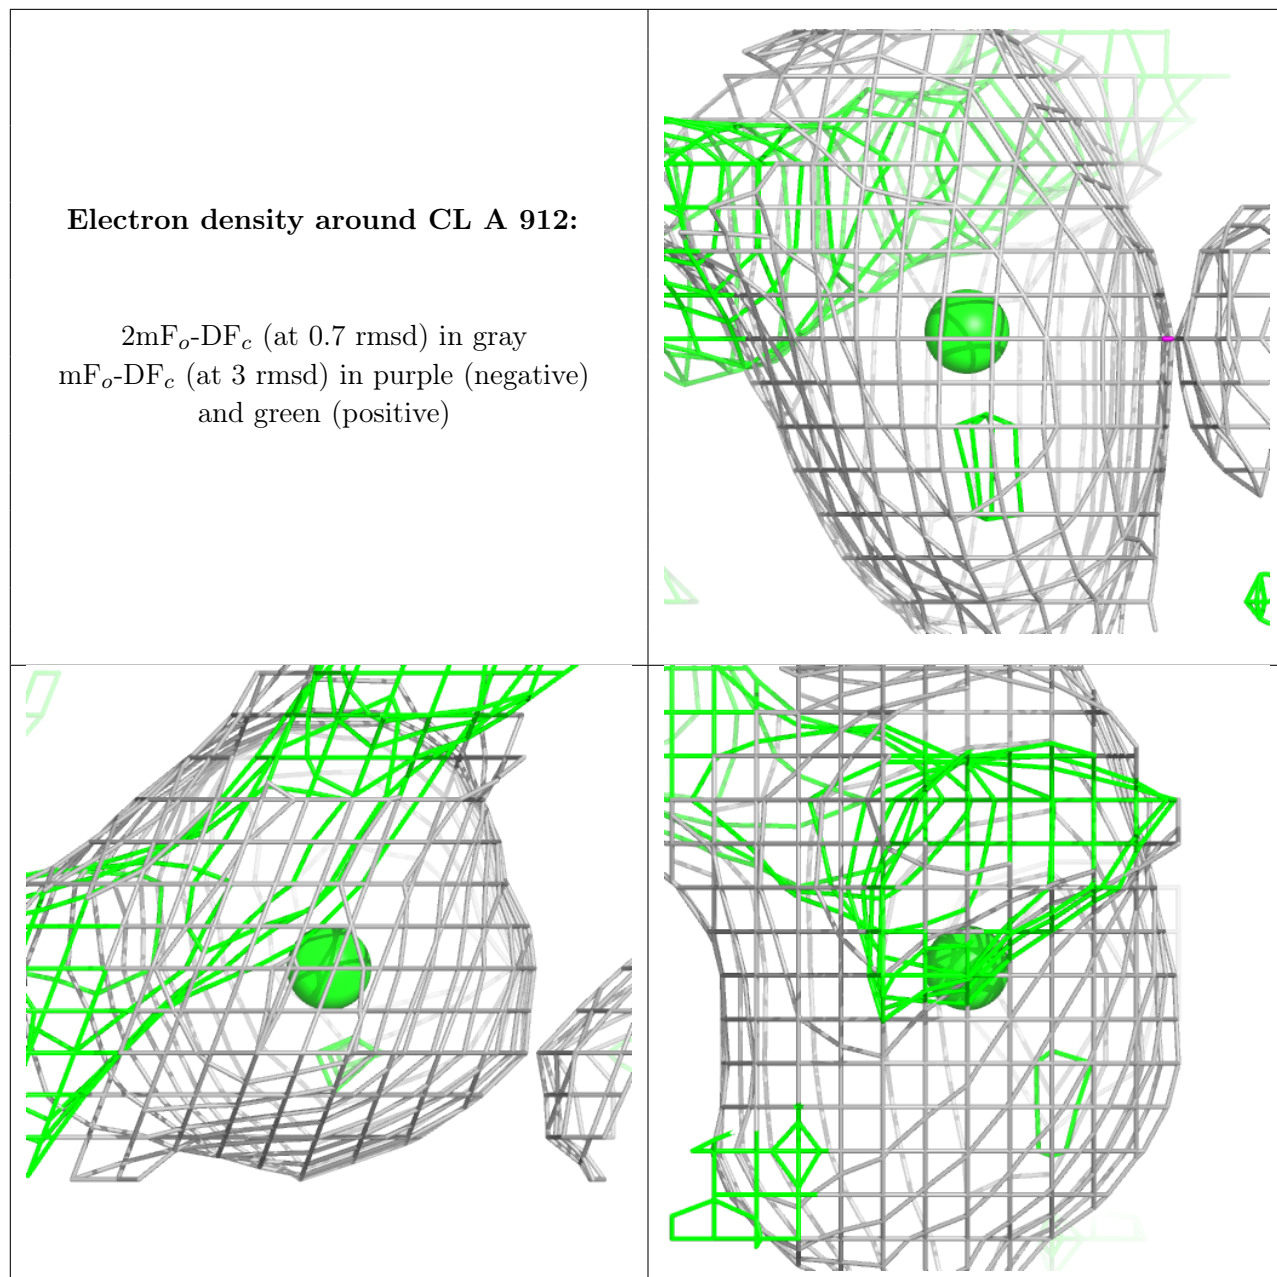 Electron density around CL A 912:
2mFo-DFc (at 0.7 rmsd) in gray
mFo-DFc (at 3 rmsd) in purple (negative)
and green (positive)